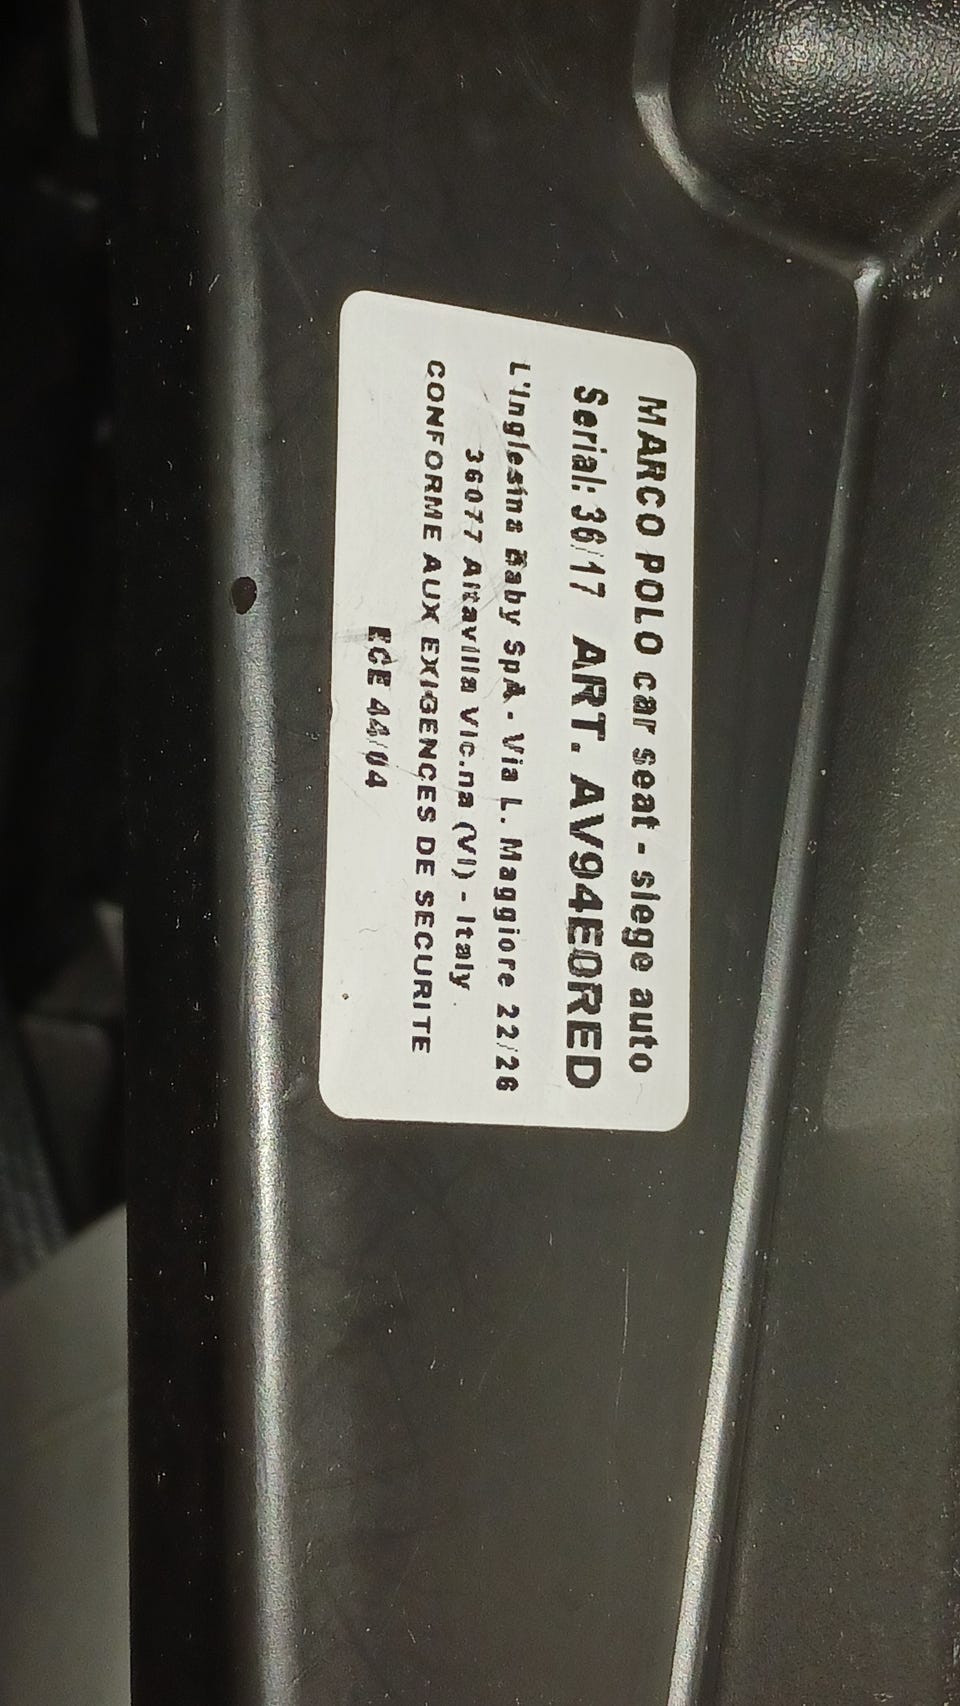 MARCO POLO car seat - siege auto
Serial: 36/17 ART. AV94E0RED
L'Inglesina Baby SpA - Via L. Maggiore 22/26
36077 Altavilla Vic.na (VI) - Italy
CONFORME AUX EXIGENCES DE SECURITE
ECE 44/04